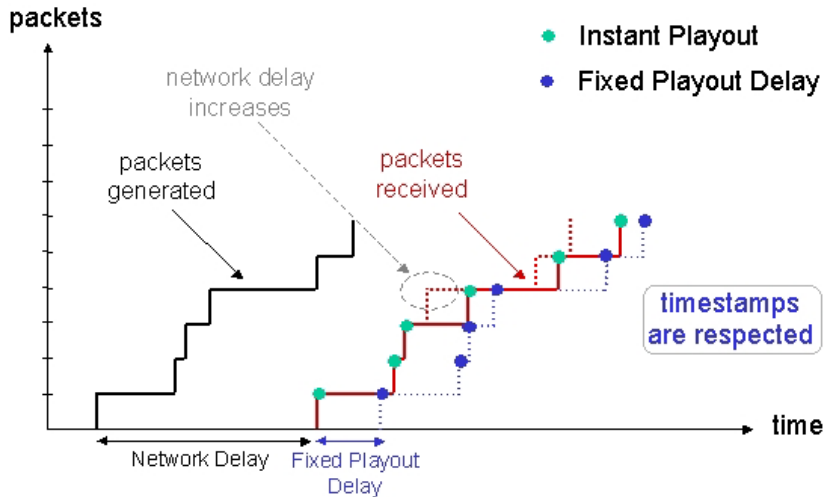 packets
Instant Playout
Fixed Playout Delay
network delay
increases
packets
generated
packets
received
timestamps
are respected
time
Network Delay
Fixed Playout
Delay